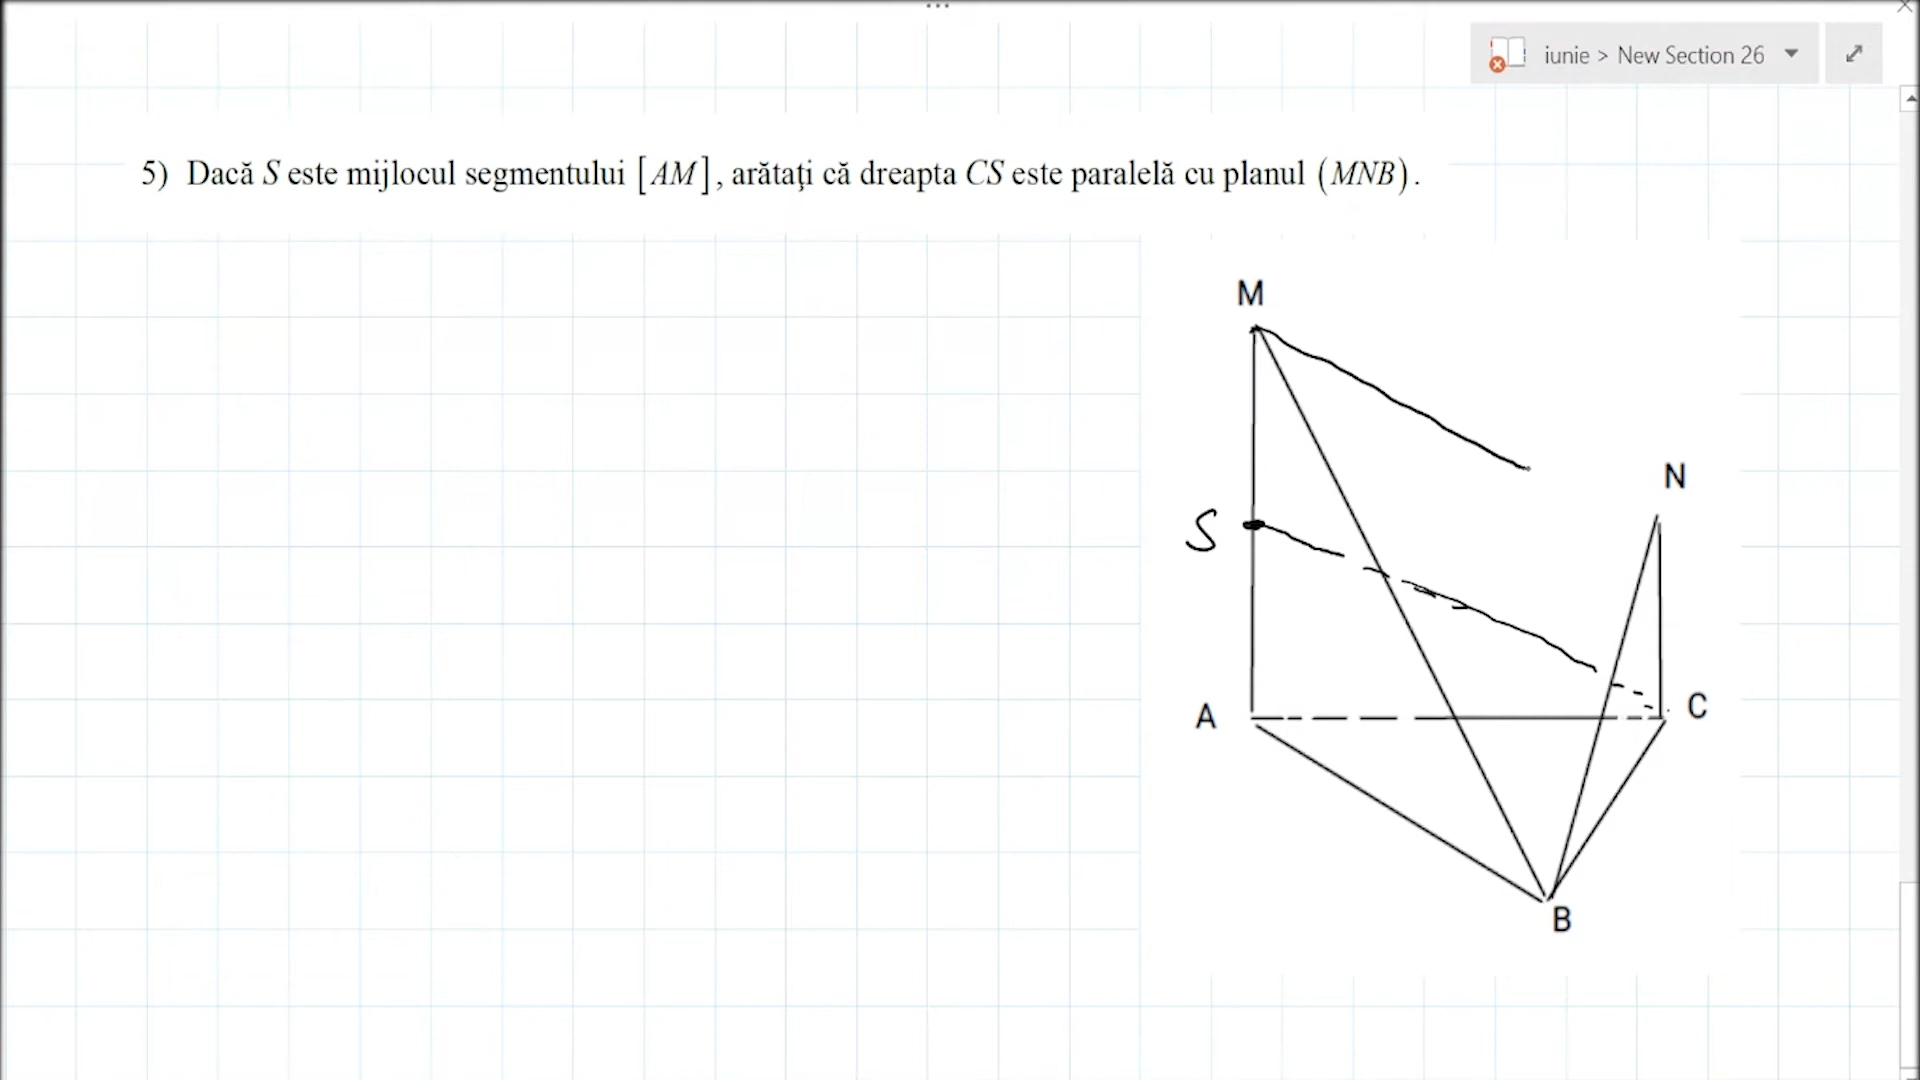 iunie > New Section 26
5) Dacă S este mijlocul segmentului [AM], arătați că dreapta CS este paralelă cu planul (MNB).
M
N
S
A
C
B